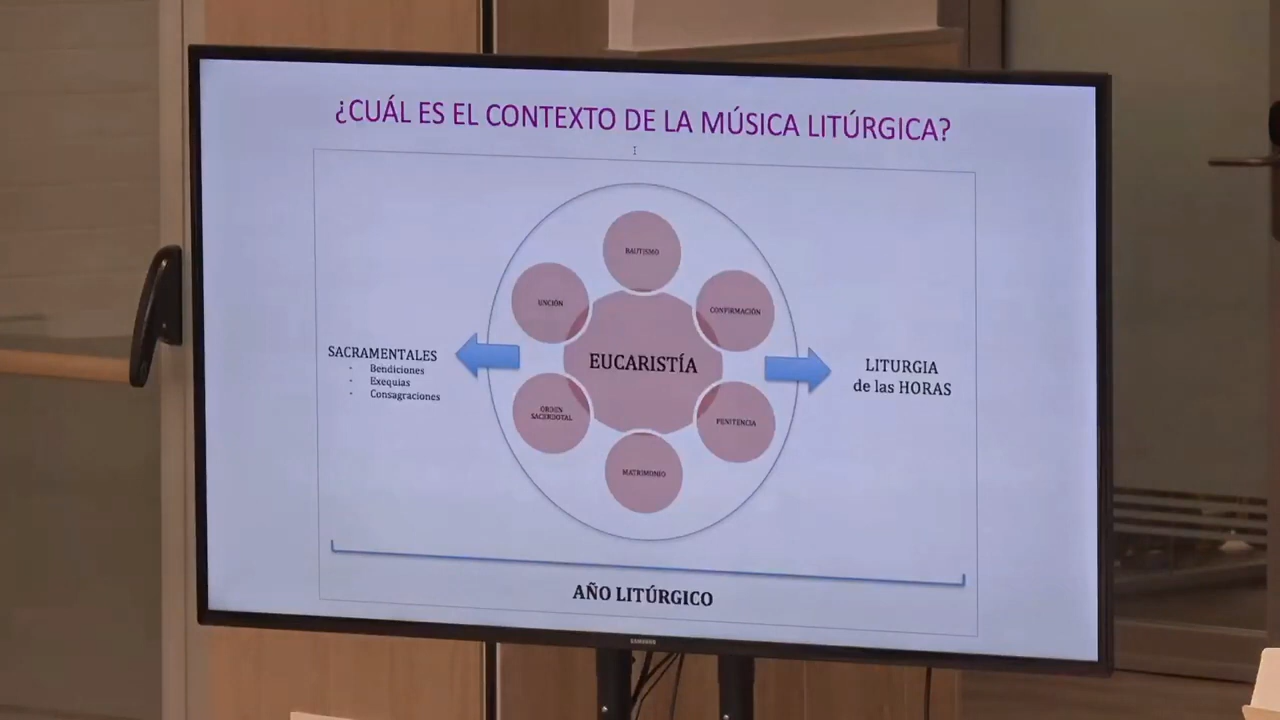 ¿CUÁL ES EL CONTEXTO DE LA MÚSICA LITÚRGICA?
BAUTISMO
UNCIÓN
CONFIRMACIÓN
EUCARISTÍA
SACRAMENTALES
· Bendiciones
· Exequias
· Consagraciones
LITURGIA
de las HORAS
ORDEN
SACERDOTAL
PENITENCIA
MATRIMONIO
AÑO LITÚRGICO
SAMSUNG